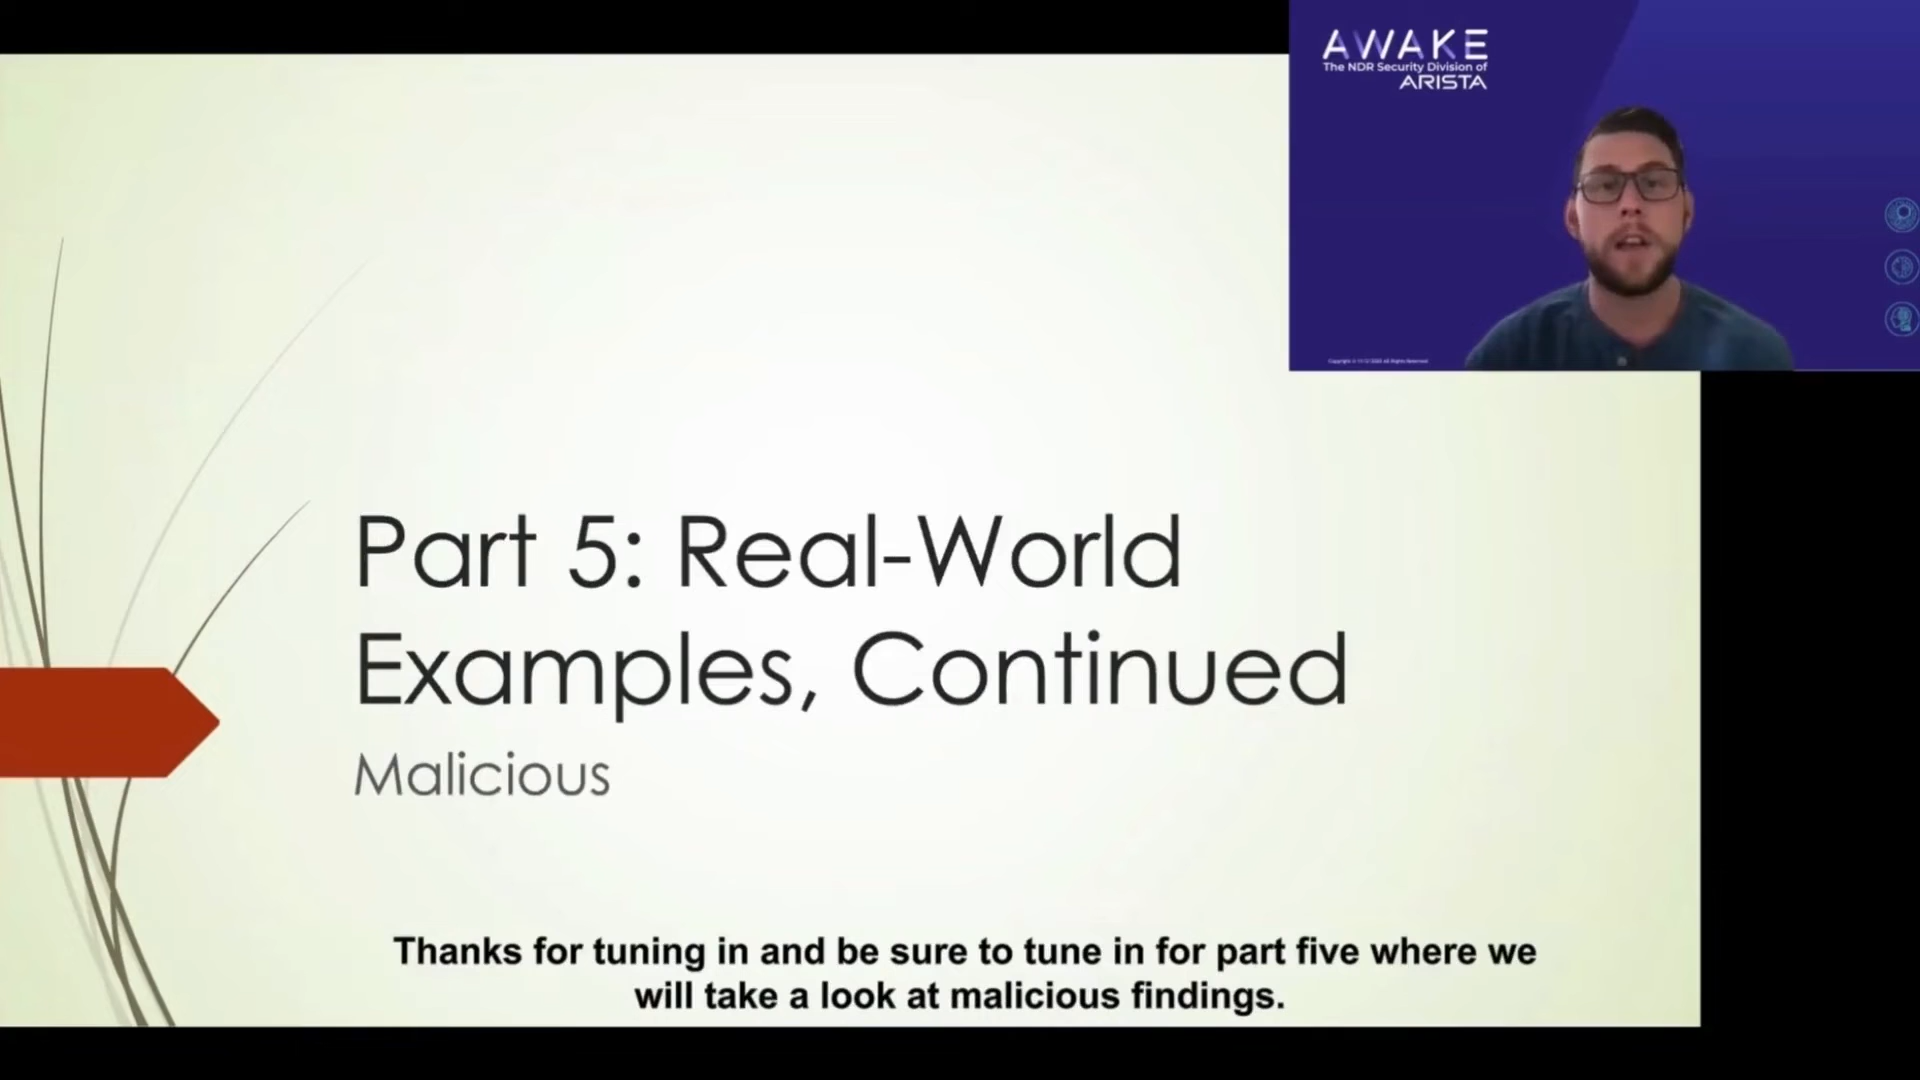 AWAKE
The NDR Security Division of
ARISTA
Part 5: Real-World
Examples, Continued
Malicious
Thanks for tuning in and be sure to tune in for part five where we
will take a look at malicious findings.